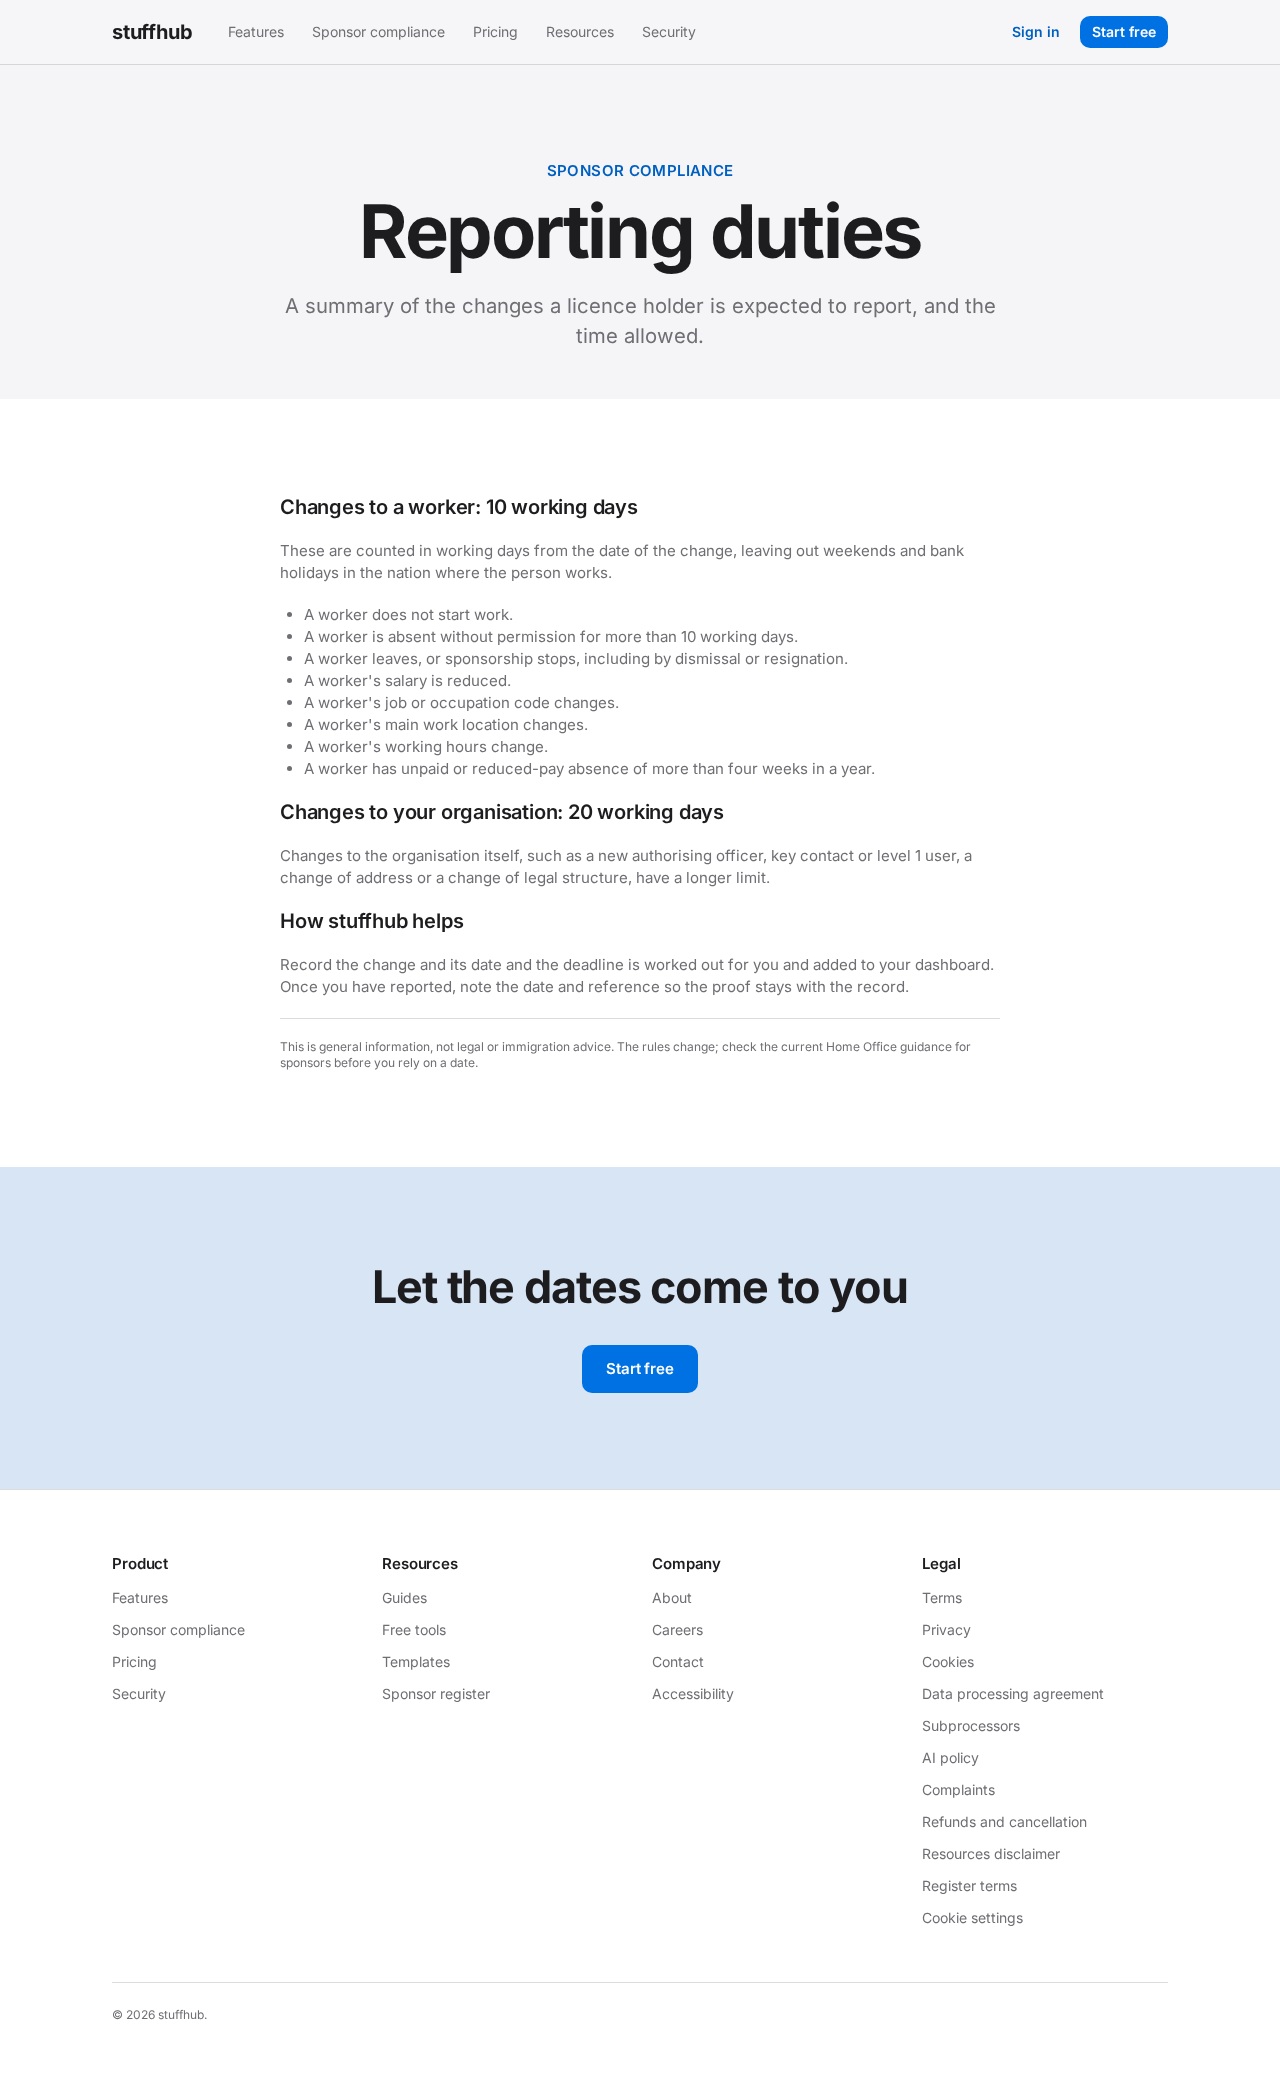 stuffhub
Features
Sponsor compliance
Pricing
Resources
Security
Sign in
Start free
SPONSOR COMPLIANCE
Reporting duties
A summary of the changes a licence holder is expected to report, and the
time allowed.
Changes to a worker: 10 working days
These are counted in working days from the date of the change, leaving out weekends and bank
holidays in the nation where the person works.
• A worker does not start work.
• A worker is absent without permission for more than 10 working days.
• A worker leaves, or sponsorship stops, including by dismissal or resignation.
• A worker's salary is reduced.
• A worker's job or occupation code changes.
• A worker's main work location changes.
• A worker's working hours change.
• A worker has unpaid or reduced-pay absence of more than four weeks in a year.
Changes to your organisation: 20 working days
Changes to the organisation itself, such as a new authorising officer, key contact or level 1 user, a
change of address or a change of legal structure, have a longer limit.
How stuffhub helps
Record the change and its date and the deadline is worked out for you and added to your dashboard.
Once you have reported, note the date and reference so the proof stays with the record.
This is general information, not legal or immigration advice. The rules change; check the current Home Office guidance for
sponsors before you rely on a date.
Let the dates come to you
Start free
Product
Features
Sponsor compliance
Pricing
Security
Resources
Guides
Free tools
Templates
Sponsor register
Company
About
Careers
Contact
Accessibility
Legal
Terms
Privacy
Cookies
Data processing agreement
Subprocessors
AI policy
Complaints
Refunds and cancellation
Resources disclaimer
Register terms
Cookie settings
© 2026 stuffhub.